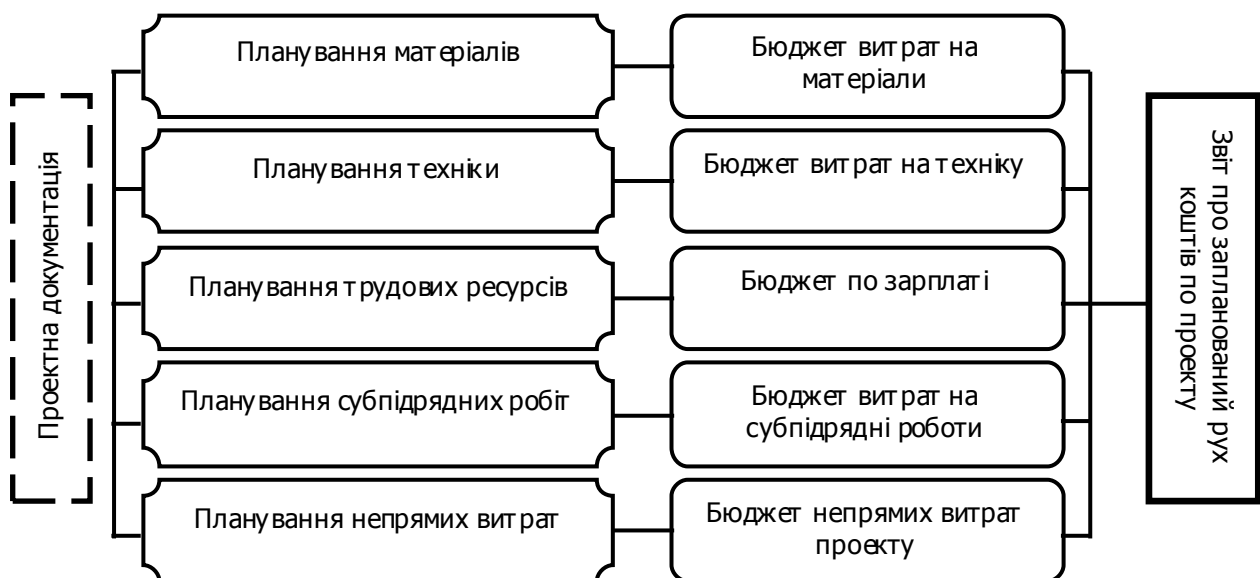 Проектна документація
Планування матеріалів
Бюджет витрат на
матеріали
Планування техніки
Бюджет витрат на техніку
Планування трудових ресурсів
Бюджет по зарплаті
Планування субпідрядних робіт
Бюджет витрат на
субпідрядні роботи
Планування непрямих витрат
Бюджет непрямих витрат
проекту
Звіт про запланований рух
коштів по проекту